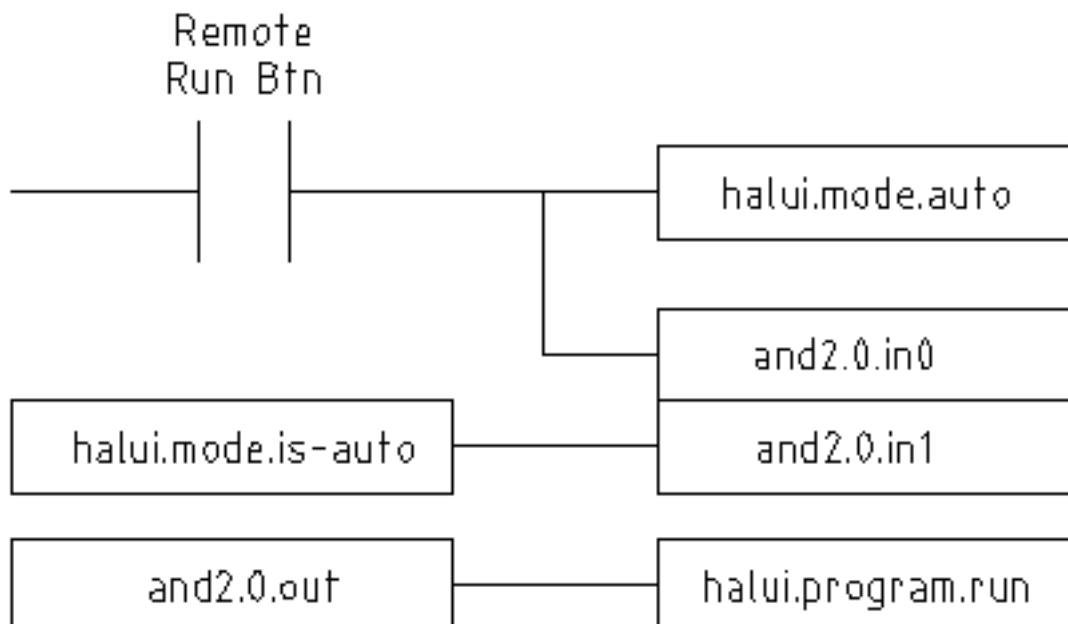 Remote
Run Btn
halui.mode.auto
and2.0.in0
halui.mode.is-auto
and2.0.in1
and2.0.out
halui.program.run